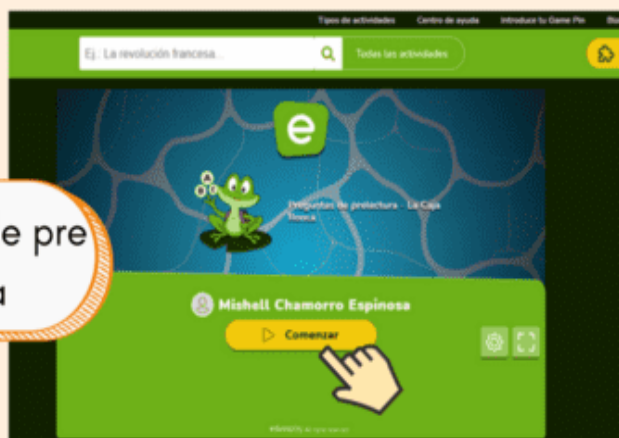 Tipos de actividades Centro de ayuda Introduce tu Game Pin
Ej.: La revolución francesa... Todas las actividades
e
Preguntas de prelectura - La Caja
e pre
a
Mishell Chamorro Espinosa
Comenzar